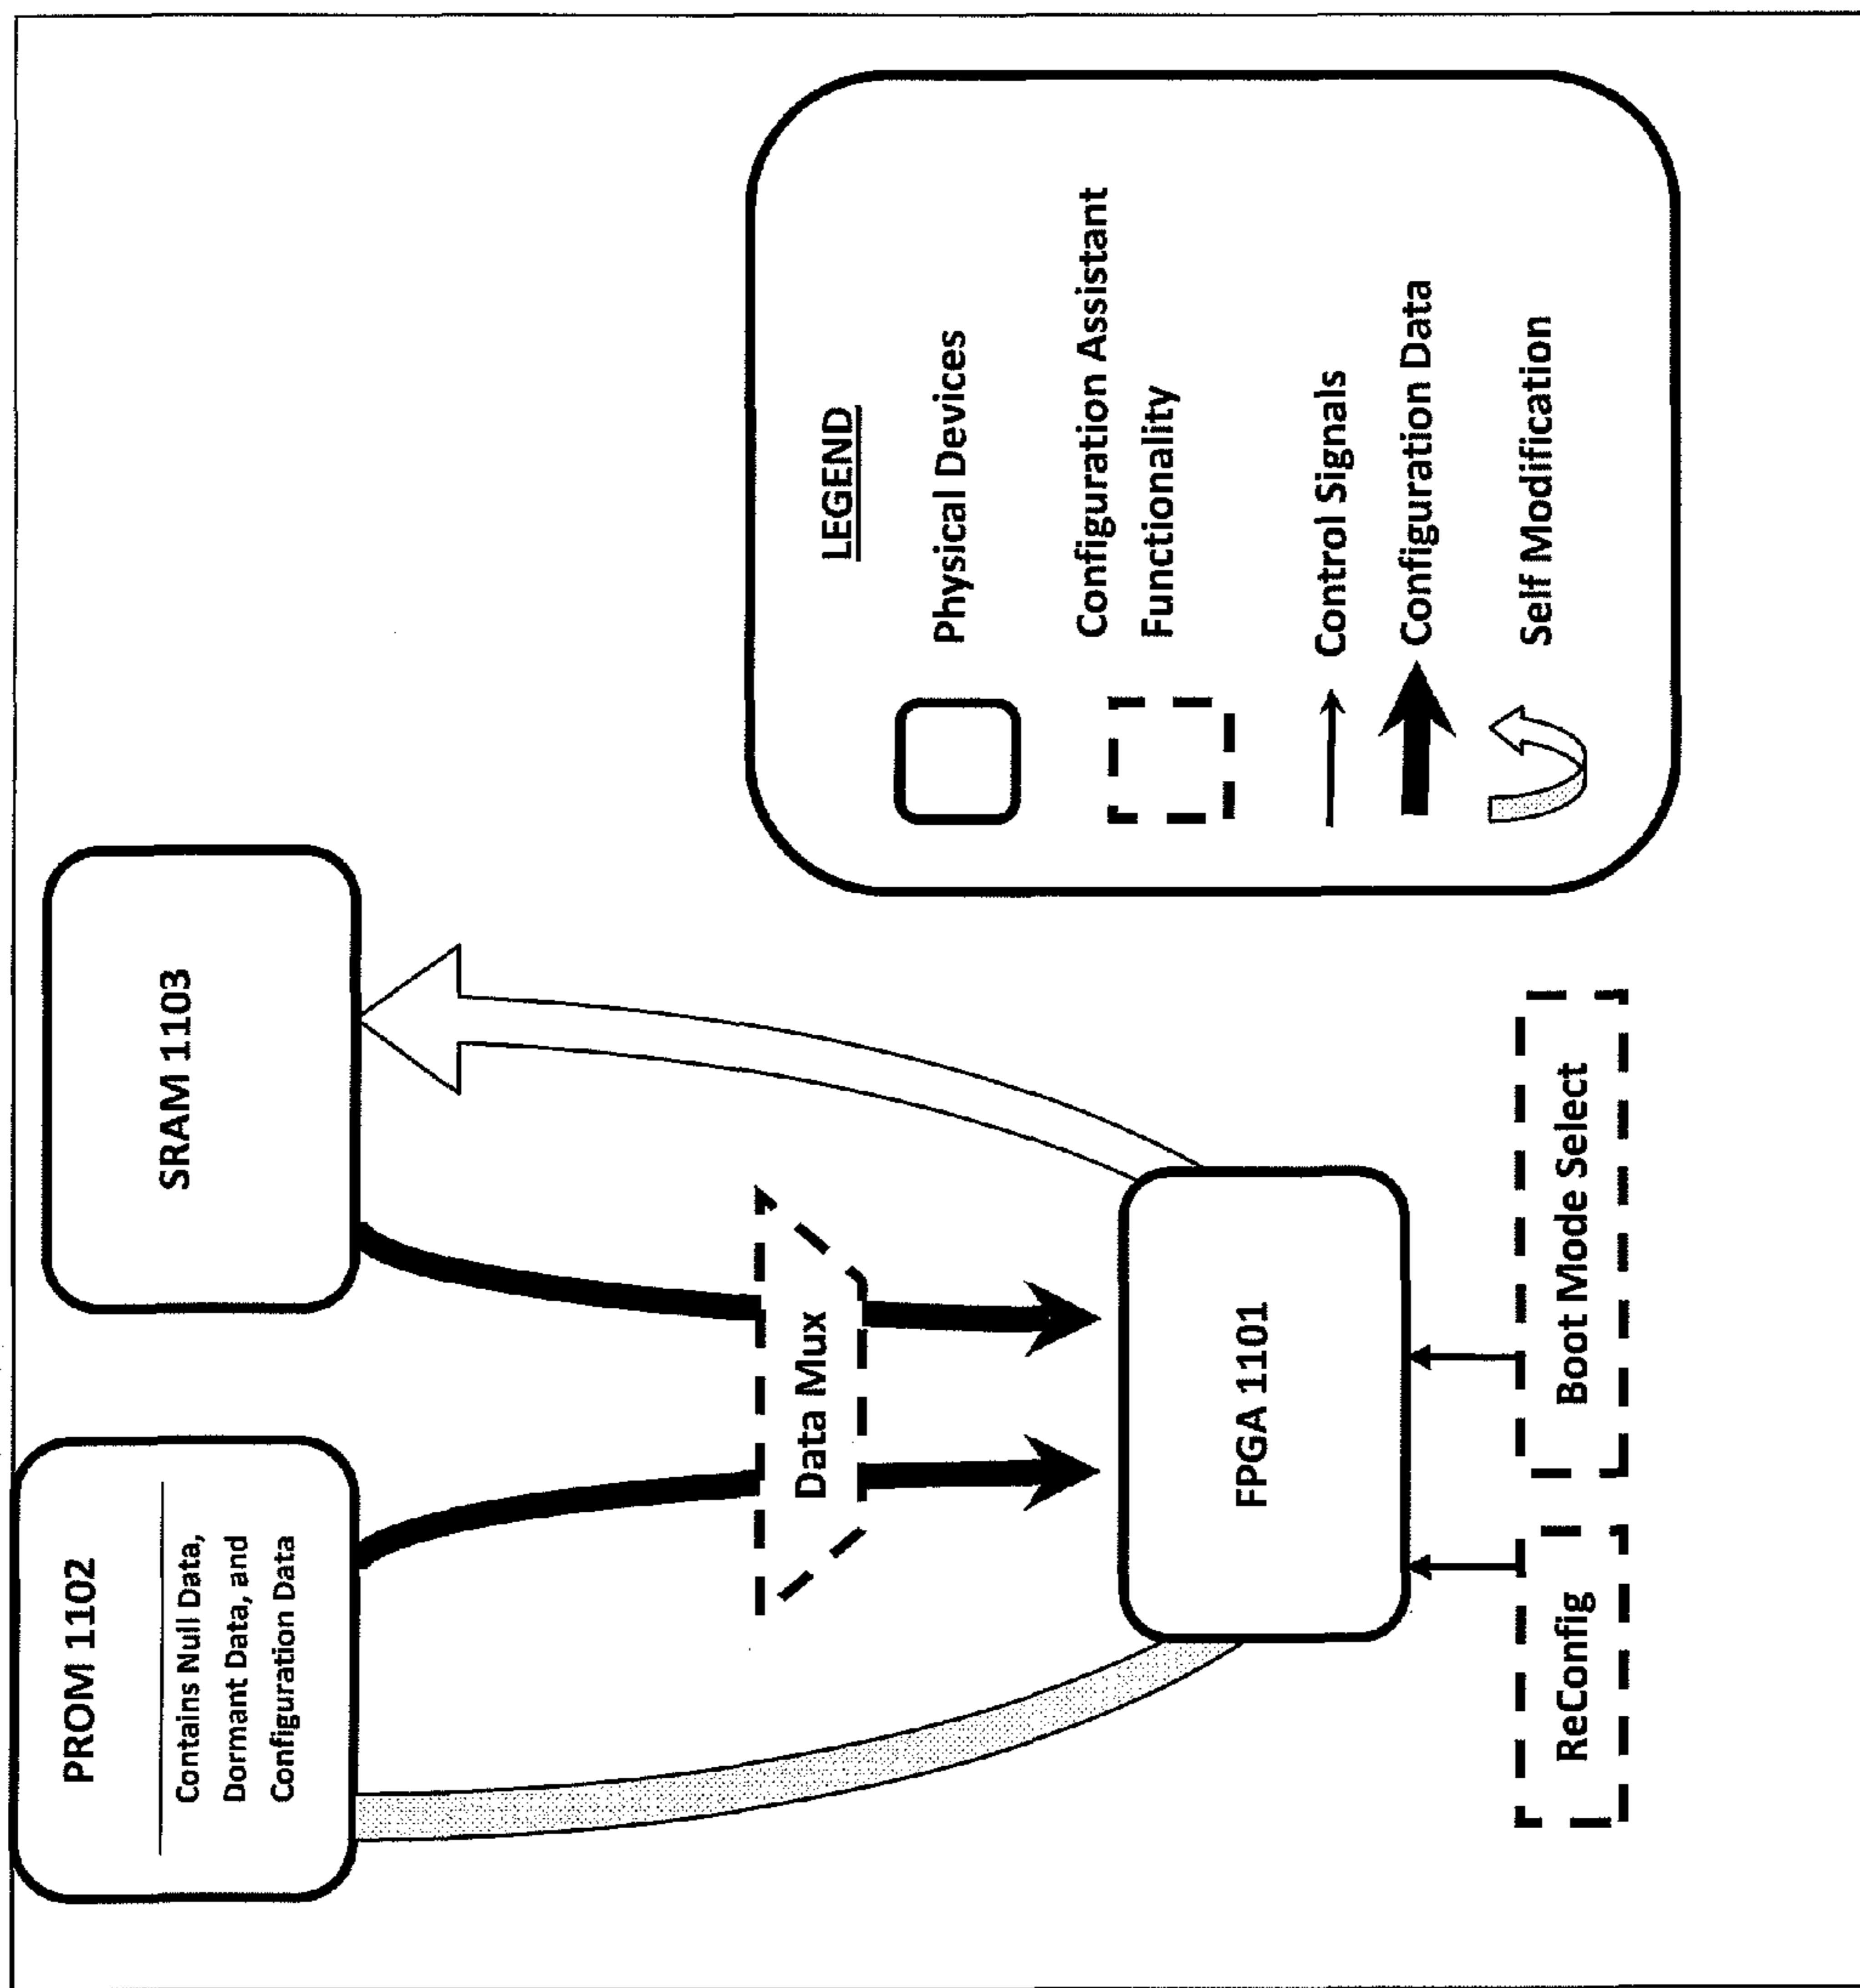 PROM 1102
Contains Null Data,
Dormant Data, and
Configuration Data
SRAM 1103
Data Mux
FPGA 1101
ReConfig
Boot Mode Select
LEGEND
Physical Devices
Configuration Assistant
Functionality
Control Signals
Configuration Data
Self Modification